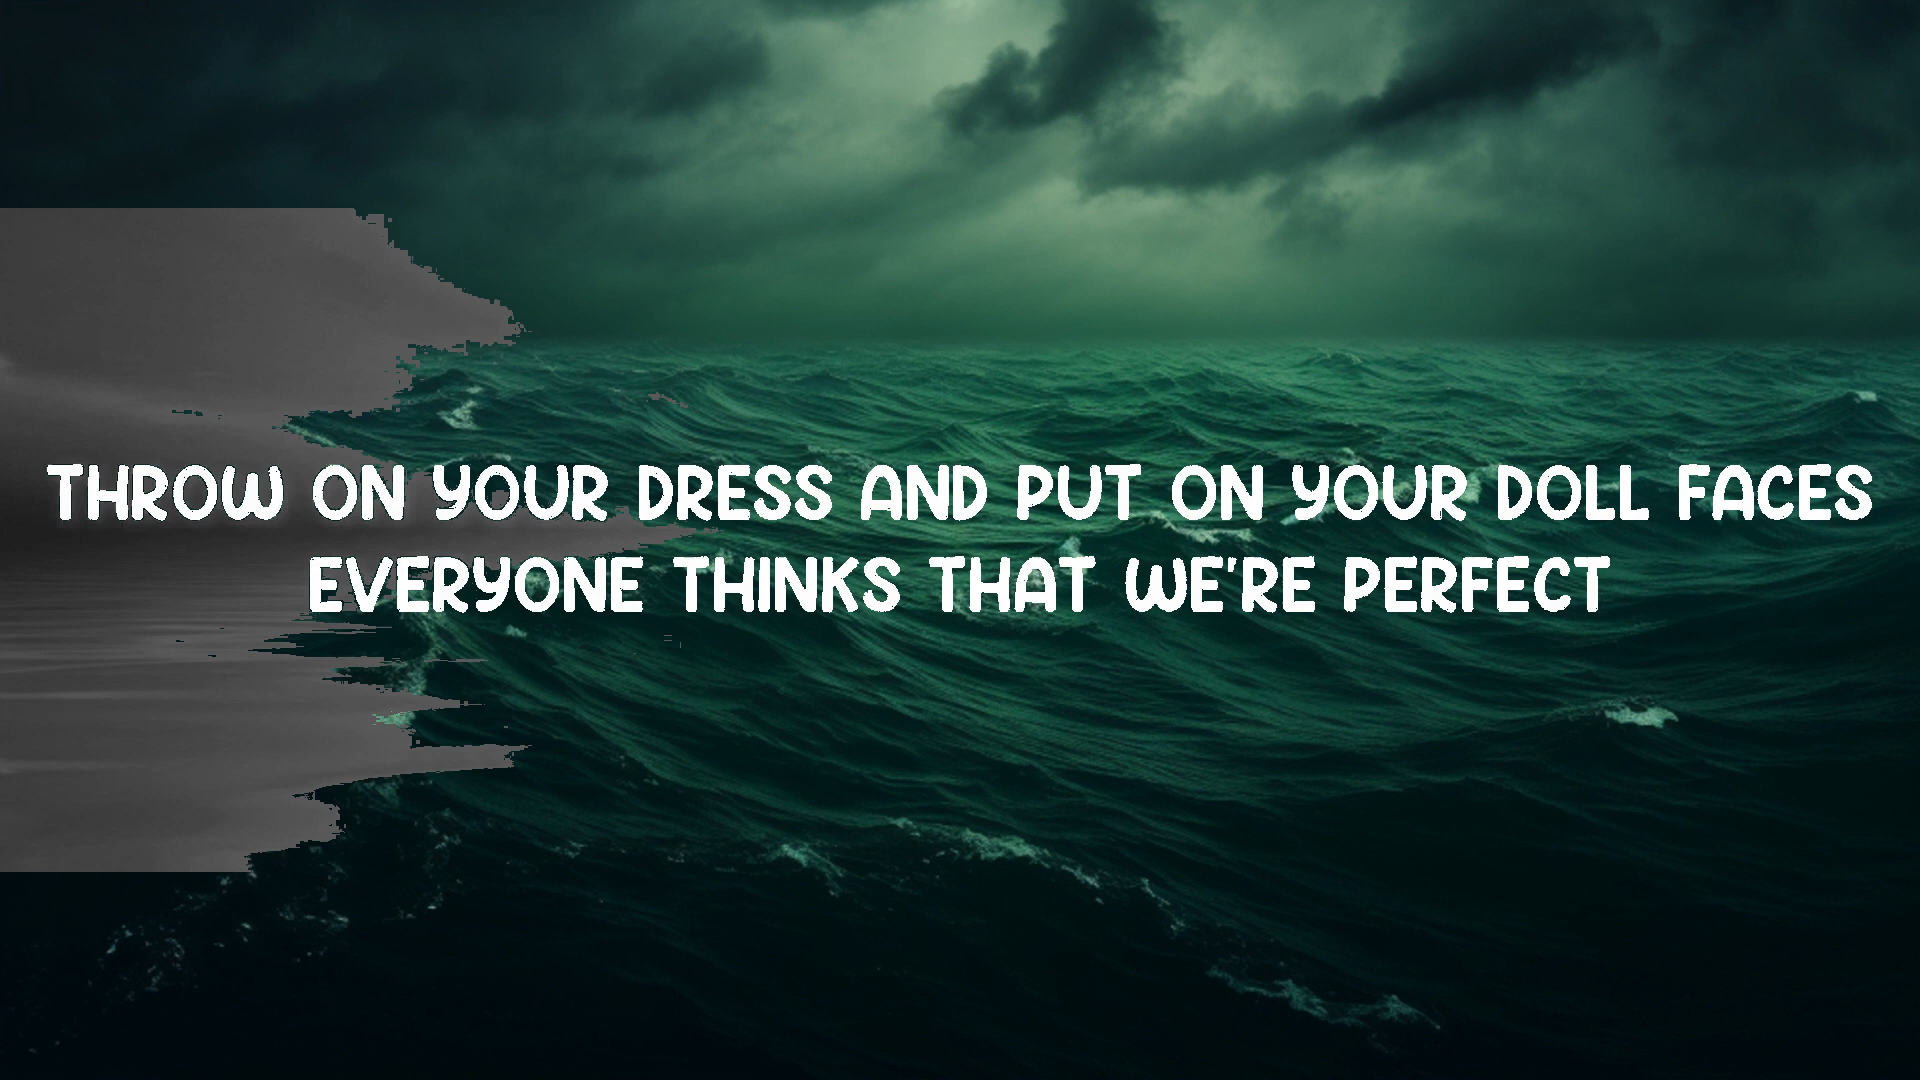 THROW ON YOUR DRESS AND PUT ON YOUR DOLL FACES
EVERYONE THINKS THAT WE'RE PERFECT